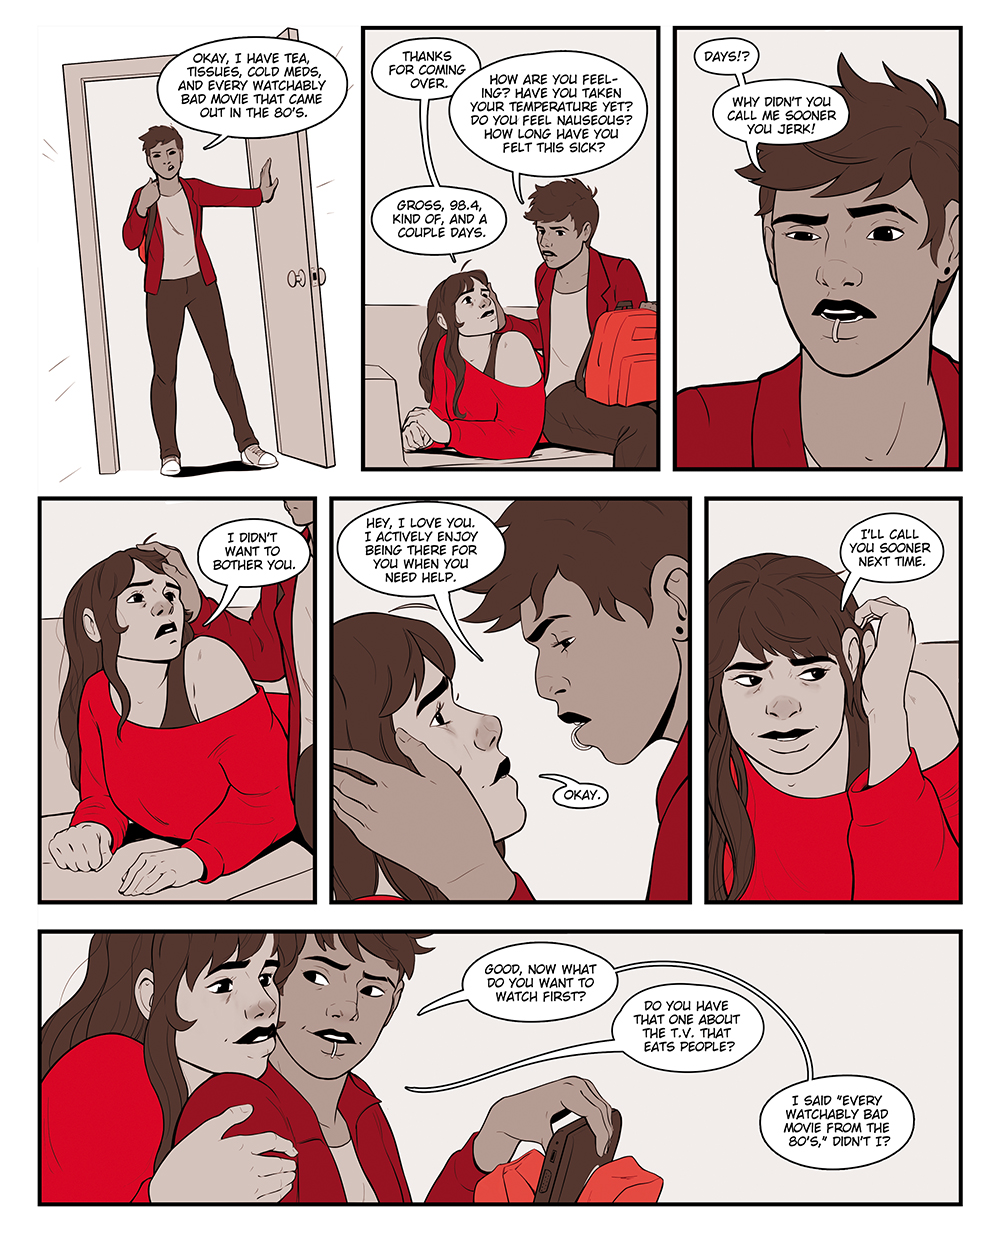 OKAY, I HAVE TEA,
TISSUES, COLD MEDS,
AND EVERY WATCHABLY
BAD MOVIE THAT CAME
OUT IN THE 80'S.
THANKS
FOR COMING
OVER.
HOW ARE YOU FEEL-
ING? HAVE YOU TAKEN
YOUR TEMPERATURE YET?
DO YOU FEEL NAUSEOUS?
HOW LONG HAVE YOU
FELT THIS SICK?
GROSS, 98.4,
KIND OF, AND A
COUPLE DAYS.
DAYS!?
WHY DIDN'T YOU
CALL ME SOONER
YOU JERK!
I DIDN'T
WANT TO
BOTHER YOU.
HEY, I LOVE YOU.
I ACTIVELY ENJOY
BEING THERE FOR
YOU WHEN YOU
NEED HELP.
OKAY.
I'LL CALL
YOU SOONER
NEXT TIME.
GOOD, NOW WHAT
DO YOU WANT TO
WATCH FIRST?
DO YOU HAVE
THAT ONE ABOUT
THE T.V. THAT
EATS PEOPLE?
I SAID "EVERY
WATCHABLY BAD
MOVIE FROM THE
80'S," DIDN'T I?